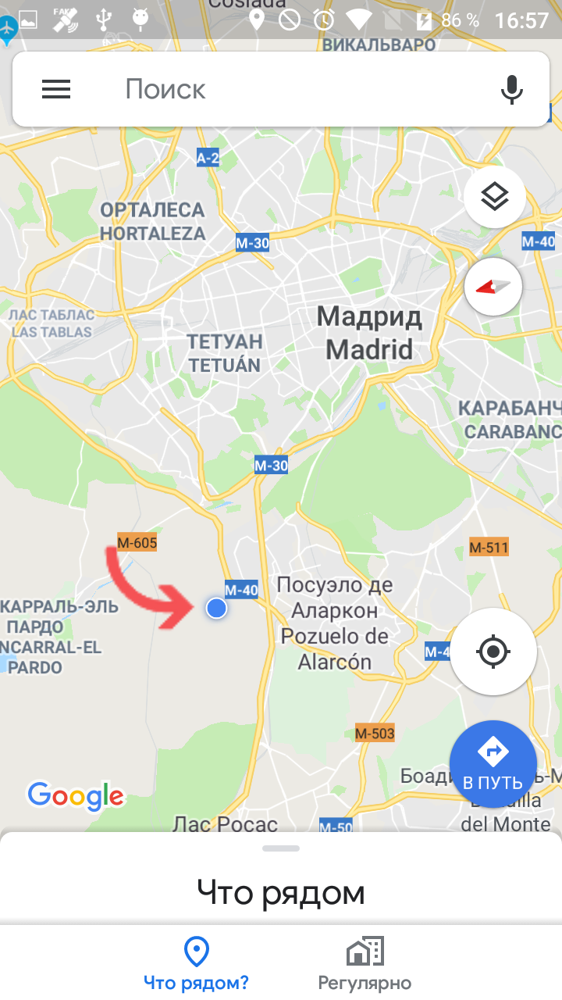 Coslada
FAKE
86 %
16:57
ВИКАЛЬВАРО
Поиск
A-2
ОРТАЛЕСА
HORTALEZA
M-30
M-40
ЛАС ТАБЛАС
LAS TABLAS
Мадрид
Madrid
ТЕТУАН
TETUÁN
КАРАБАНЧ
CARABANC
M-30
M-605
M-511
M-40
Посуэло де
Аларкон
Pozuelo de
Alarcón
КАРРАЛЬ-ЭЛЬ
ПАРДО
NCARRAL-EL
PARDO
M-4
M-503
В ПУТЬ
Боади
ь-М
dilla
del Monte
Google
Лас Росас
M-50
Что рядом
Что рядом?
Регулярно